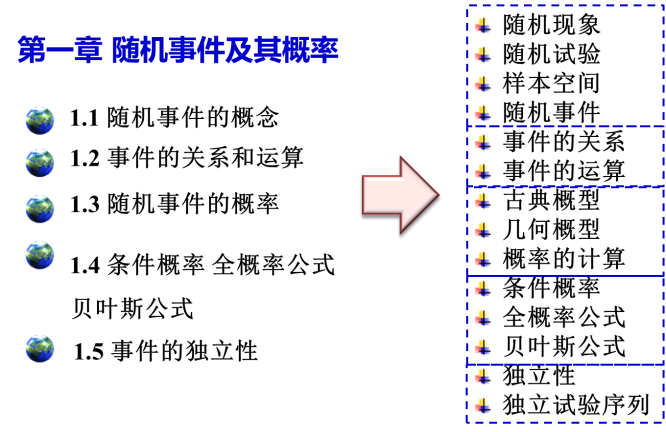 第一章 随机事件及其概率
1.1 随机事件的概念
1.2 事件的关系和运算
1.3 随机事件的概率
1.4 条件概率 全概率公式
贝叶斯公式
1.5 事件的独立性
随机现象
随机试验
样本空间
随机事件
事件的关系
事件的运算
古典概型
几何概型
概率的计算
条件概率
全概率公式
贝叶斯公式
独立性
独立试验序列